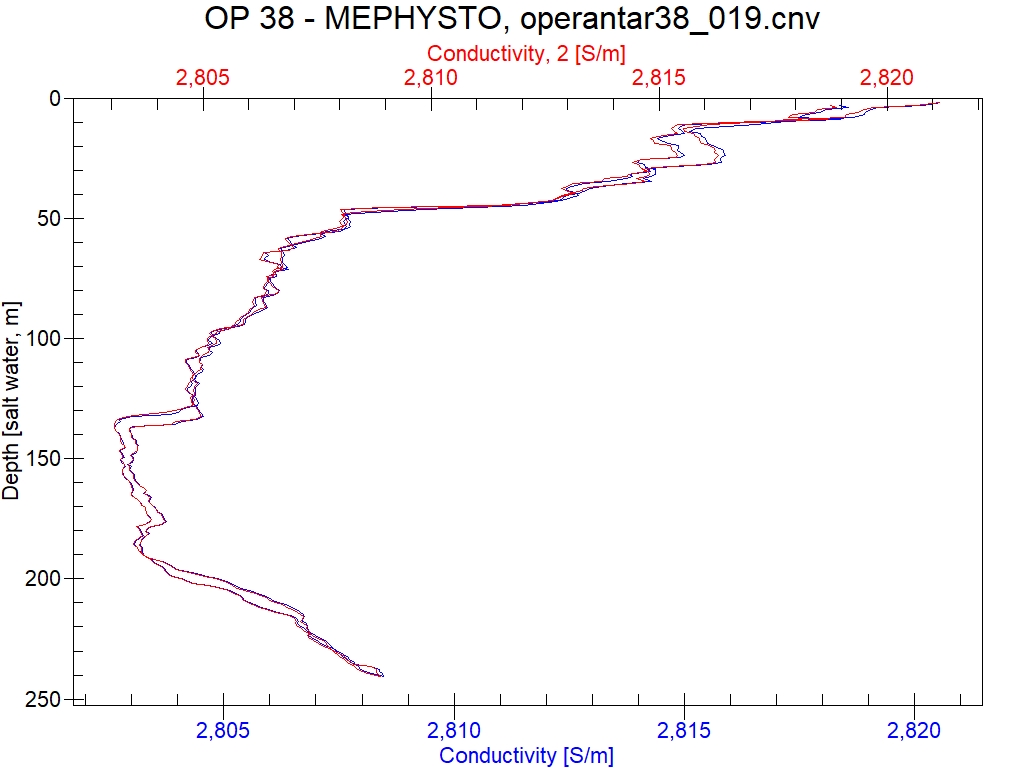 OP 38 - MEPHYSTO, operantar38_019.cnv
Conductivity, 2 [S/m]
2,805 2,810 2,815 2,820
0
50
100
150
200
250
Depth [salt water, m]
2,805 2,810 2,815 2,820
Conductivity [S/m]